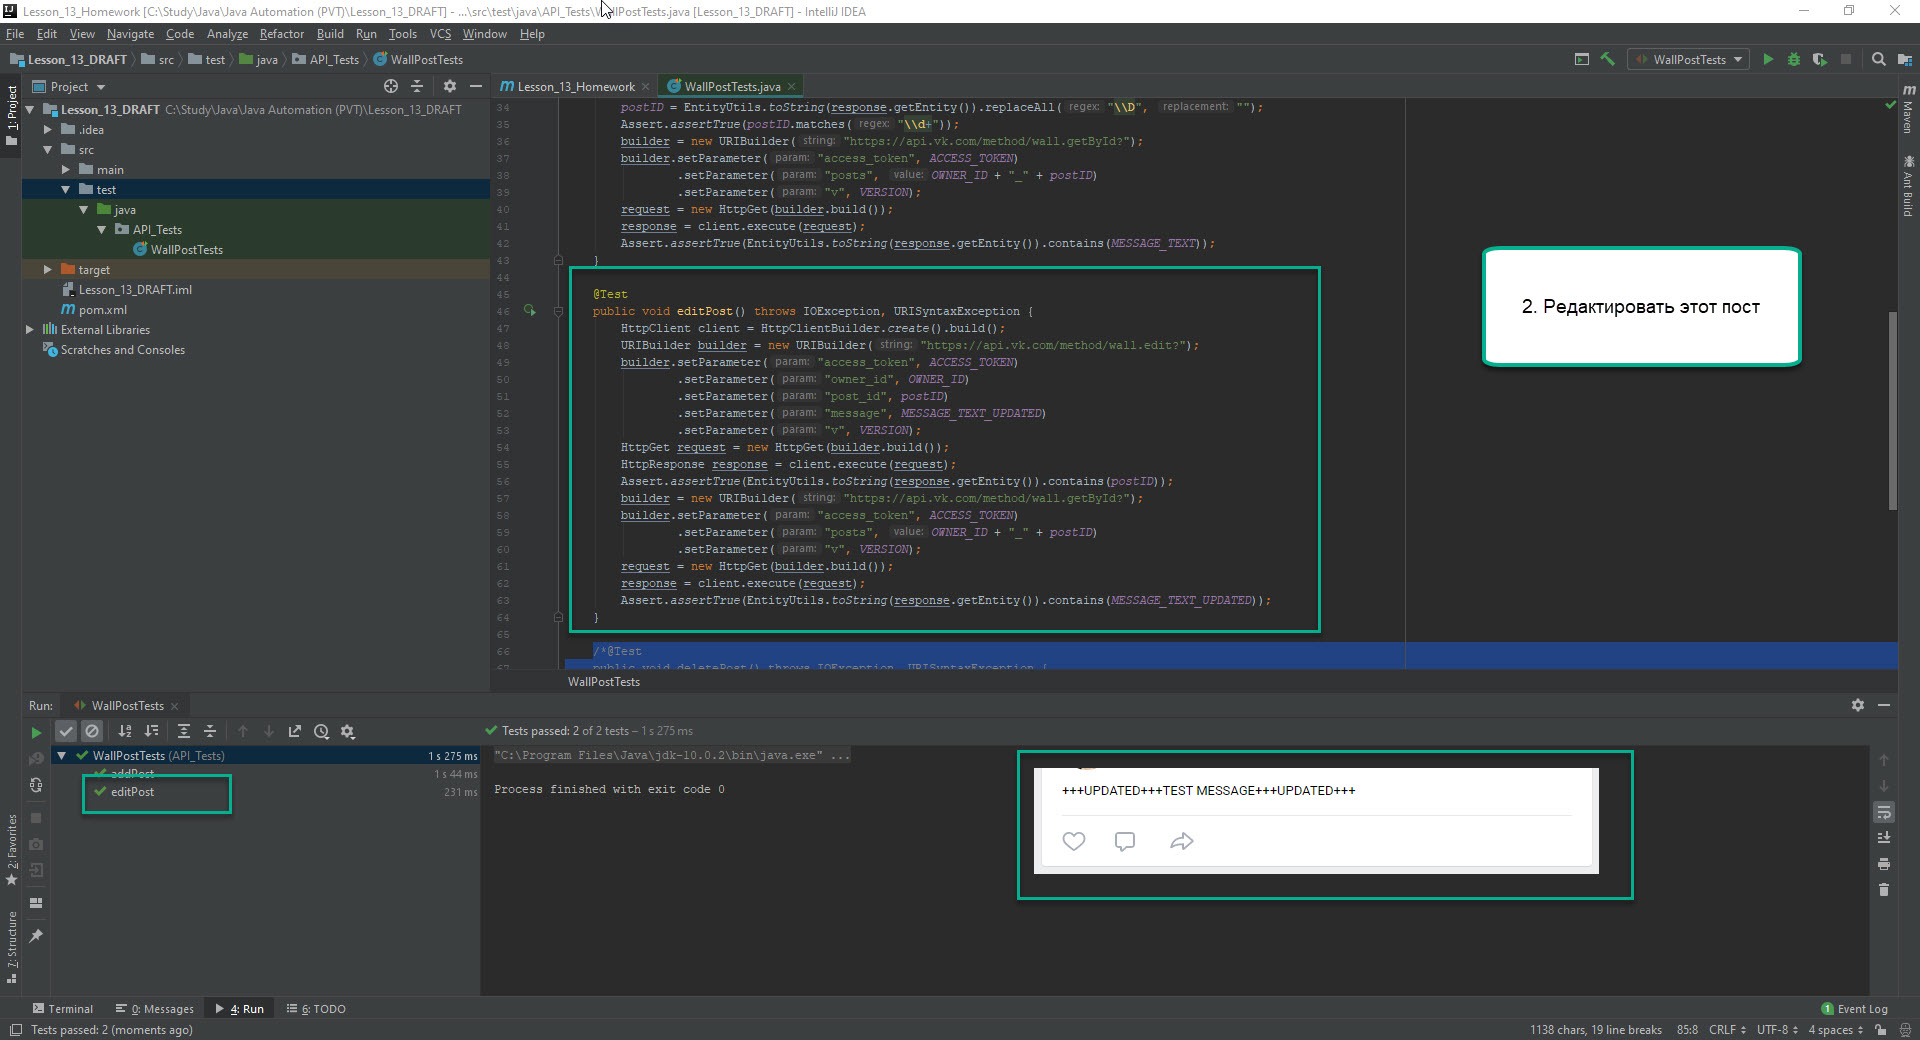 Lesson_13_Homework [C:\Study\Java\Java Automation (PVT)\Lesson_13_DRAFT] - ...\src\test\java\API_Tests\WallPostTests.java [Lesson_13_DRAFT] - IntelliJ IDEA
File Edit View Navigate Code Analyze Refactor Build Run Tools VCS Window Help
Lesson_13_DRAFT src test java API_Tests WallPostTests
WallPostTests
1: Project
Project
Lesson_13_DRAFT C:\Study\Java\Java Automation (PVT)\Lesson_13_DRAFT
.idea
src
main
test
java
API_Tests
WallPostTests
target
Lesson_13_DRAFT.iml
pom.xml
External Libraries
Scratches and Consoles
Lesson_13_Homework WallPostTests.java
34 postID = EntityUtils.toString(response.getEntity()).replaceAll( regex: "\\D", replacement: "");
35 Assert.assertTrue(postID.matches( regex: "\\d+"));
36 builder = new URIBuilder( string: "https://api.vk.com/method/wall.getById?");
37 builder.setParameter( param: "access_token", ACCESS_TOKEN)
38 .setParameter( param: "posts", value: OWNER_ID + "_" + postID)
39 .setParameter( param: "v", VERSION);
40 request = new HttpGet(builder.build());
41 response = client.execute(request);
42 Assert.assertTrue(EntityUtils.toString(response.getEntity()).contains(MESSAGE_TEXT));
43 }
44
45 @Test
46 public void editPost() throws IOException, URISyntaxException {
47 HttpClient client = HttpClientBuilder.create().build();
48 URIBuilder builder = new URIBuilder( string: "https://api.vk.com/method/wall.edit?");
49 builder.setParameter( param: "access_token", ACCESS_TOKEN)
50 .setParameter( param: "owner_id", OWNER_ID)
51 .setParameter( param: "post_id", postID)
52 .setParameter( param: "message", MESSAGE_TEXT_UPDATED)
53 .setParameter( param: "v", VERSION);
54 HttpGet request = new HttpGet(builder.build());
55 HttpResponse response = client.execute(request);
56 Assert.assertTrue(EntityUtils.toString(response.getEntity()).contains(postID));
57 builder = new URIBuilder( string: "https://api.vk.com/method/wall.getById?");
58 builder.setParameter( param: "access_token", ACCESS_TOKEN)
59 .setParameter( param: "posts", value: OWNER_ID + "_" + postID)
60 .setParameter( param: "v", VERSION);
61 request = new HttpGet(builder.build());
62 response = client.execute(request);
63 Assert.assertTrue(EntityUtils.toString(response.getEntity()).contains(MESSAGE_TEXT_UPDATED));
64 }
65
66 /*@Test
67 public void deletePost() throws IOException, URISyntaxException {
WallPostTests
2. Редактировать этот пост
Maven
Ant Build
Run: WallPostTests
Tests passed: 2 of 2 tests – 1 s 275 ms
WallPostTests (API_Tests) 1 s 275 ms
addPost 1 s 44 ms
editPost 231 ms
"C:\Program Files\Java\jdk-10.0.2\bin\java.exe" ...
Process finished with exit code 0
+++UPDATED+++TEST MESSAGE+++UPDATED+++
2: Favorites
7: Structure
Terminal 0: Messages 4: Run 6: TODO
1 Event Log
Tests passed: 2 (moments ago)
1138 chars, 19 line breaks 85:8 CRLF UTF-8 4 spaces